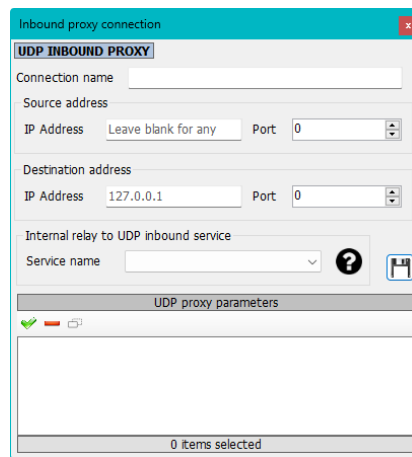 Inbound proxy connection
UDP INBOUND PROXY
Connection name
Source address
IP Address Leave blank for any Port 0
Destination address
IP Address 127.0.0.1 Port 0
Internal relay to UDP inbound service
Service name
UDP proxy parameters
0 items selected